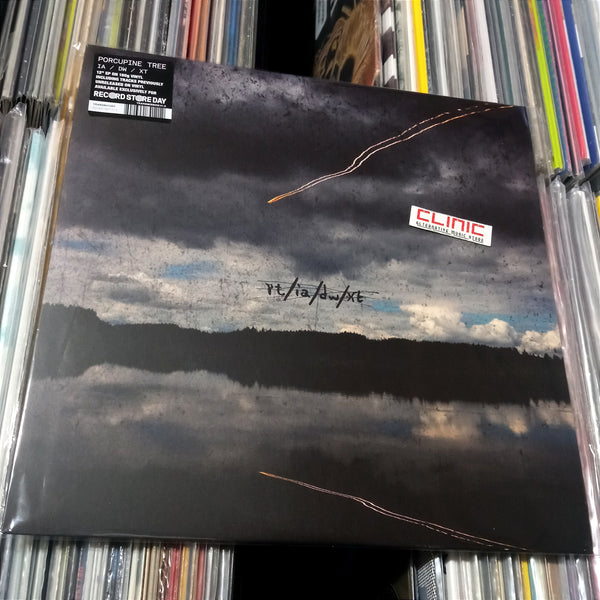 PORCUPINE TREE
IA / DW / XT
12" EP ON 180g VINYL
INCLUDING TRACKS PREVIOUSLY
UNRELEASED ON VINYL
AVAILABLE EXCLUSIVELY FOR
RECORD STORE DAY
CLINIC
ALTERNATIVE MUSIC STORE
pt/ia/dw/xt